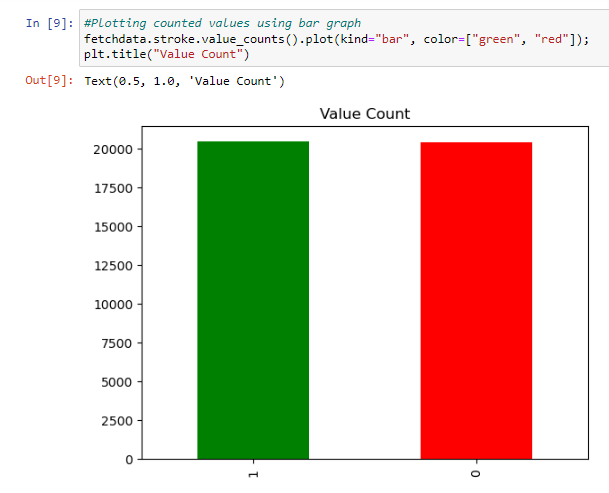 In [9]: #Plotting counted values using bar graph
fetchdata.stroke.value_counts().plot(kind="bar", color=["green", "red"]);
plt.title("Value Count")
Out[9]: Text(0.5, 1.0, 'Value Count')
Value Count
20000
17500
15000
12500
10000
7500
5000
2500
0
1 0